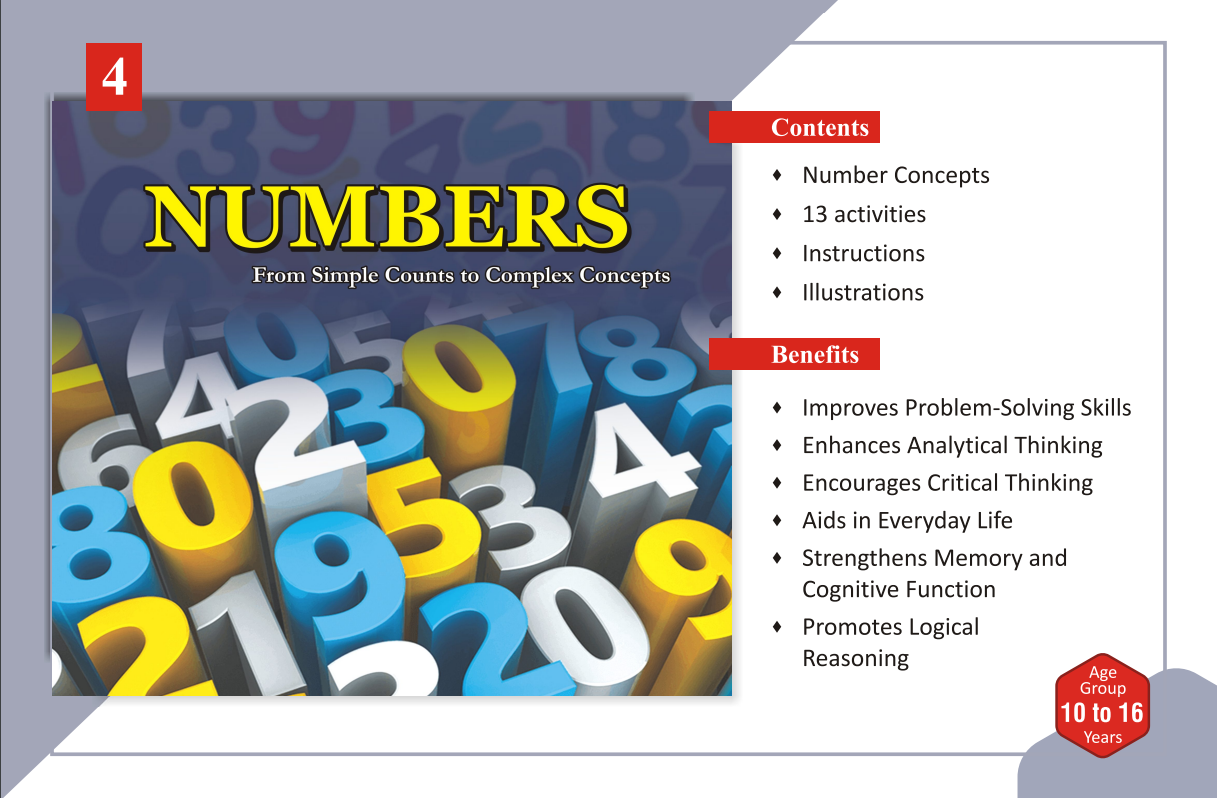 4
NUMBERS
From Simple Counts to Complex Concepts
Contents
♦ Number Concepts
♦ 13 activities
♦ Instructions
♦ Illustrations
Benefits
♦ Improves Problem-Solving Skills
♦ Enhances Analytical Thinking
♦ Encourages Critical Thinking
♦ Aids in Everyday Life
♦ Strengthens Memory and
Cognitive Function
♦ Promotes Logical
Reasoning
Age
Group
10 to 16
Years